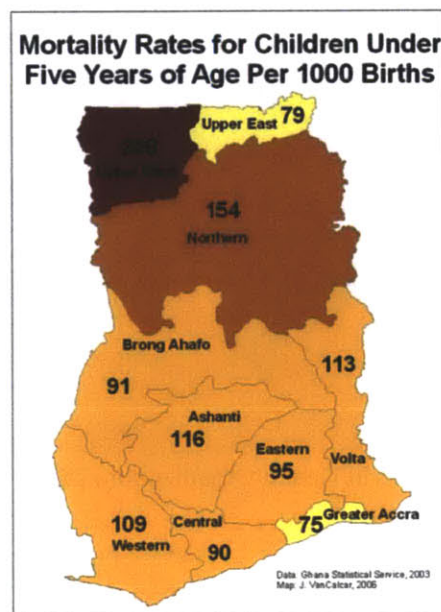 Mortality Rates for Children Under
Five Years of Age Per 1000 Births
Upper East 79
154
Northern
Brong Ahafo
91
113
Ashanti
116
Eastern
95
Volta
109
Western
Central
90
75
Greater Accra
Data: Ghana Statistical Service, 2003
Map: J. VanCalcar, 2006